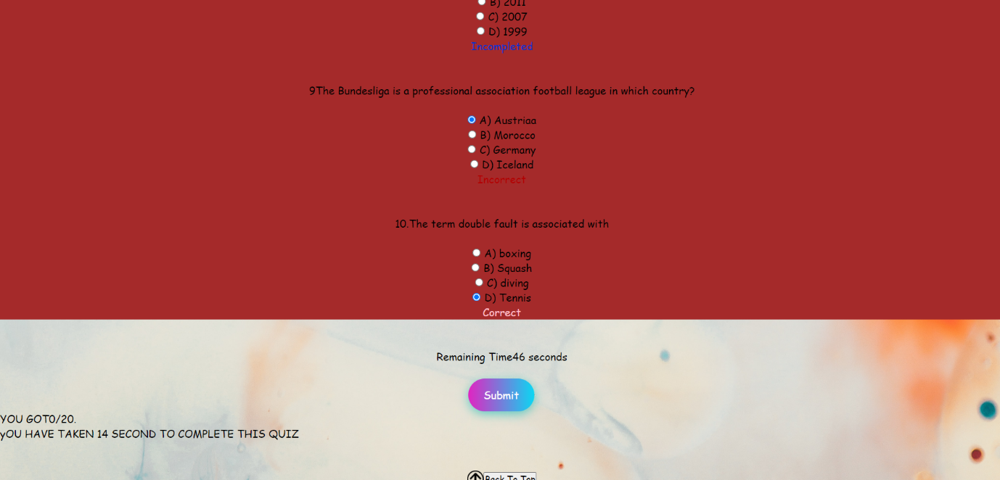 B) 2011
C) 2007
D) 1999
Incompleted
9The Bundesliga is a professional association football league in which country?
A) Austriaa
B) Morocco
C) Germany
D) Iceland
Incorrect
10.The term double fault is associated with
A) boxing
B) Squash
C) diving
D) Tennis
Correct
Remaining Time46 seconds
Submit
YOU GOT0/20.
yOU HAVE TAKEN 14 SECOND TO COMPLETE THIS QUIZ
Back To Top